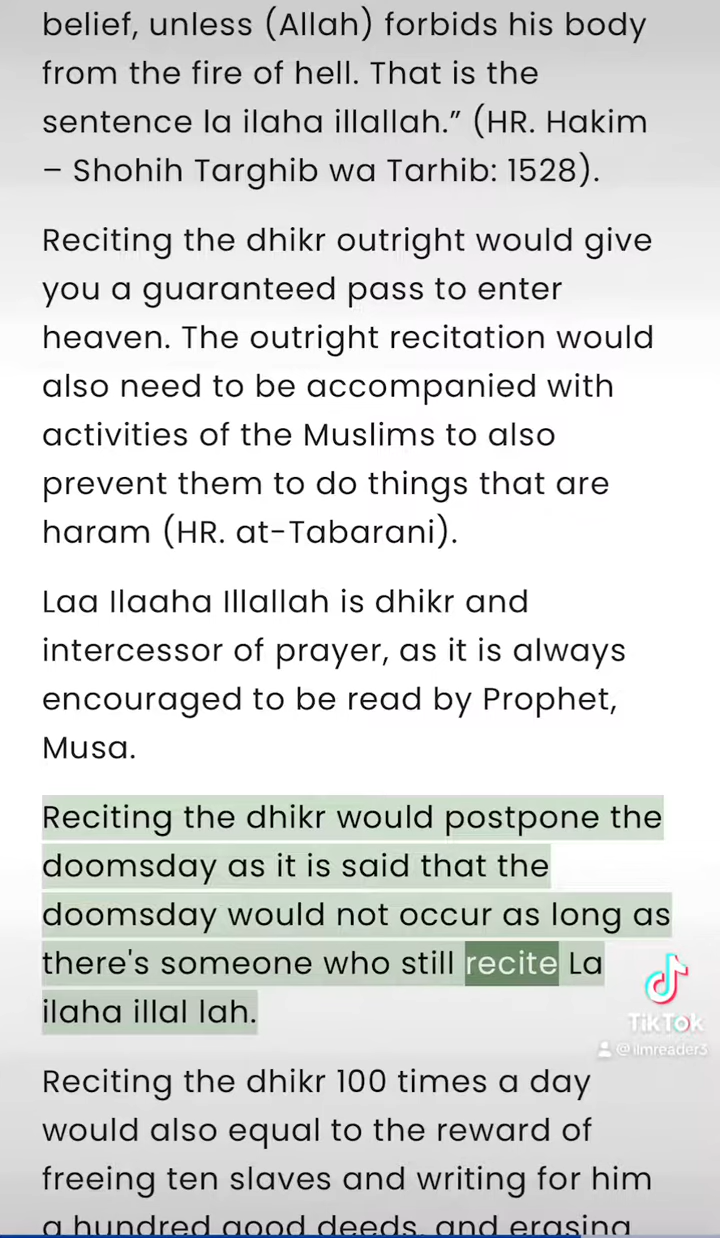 belief, unless (Allah) forbids his body
from the fire of hell. That is the
sentence la ilaha illallah.” (HR. Hakim
– Shohih Targhib wa Tarhib: 1528).
Reciting the dhikr outright would give
you a guaranteed pass to enter
heaven. The outright recitation would
also need to be accompanied with
activities of the Muslims to also
prevent them to do things that are
haram (HR. at-Tabarani).
Laa Ilaaha Illallah is dhikr and
intercessor of prayer, as it is always
encouraged to be read by Prophet,
Musa.
Reciting the dhikr would postpone the
doomsday as it is said that the
doomsday would not occur as long as
there's someone who still recite La
ilaha illal lah.
TikTok
@ilmreader3
Reciting the dhikr 100 times a day
would also equal to the reward of
freeing ten slaves and writing for him
a hundred good deeds, and erasing